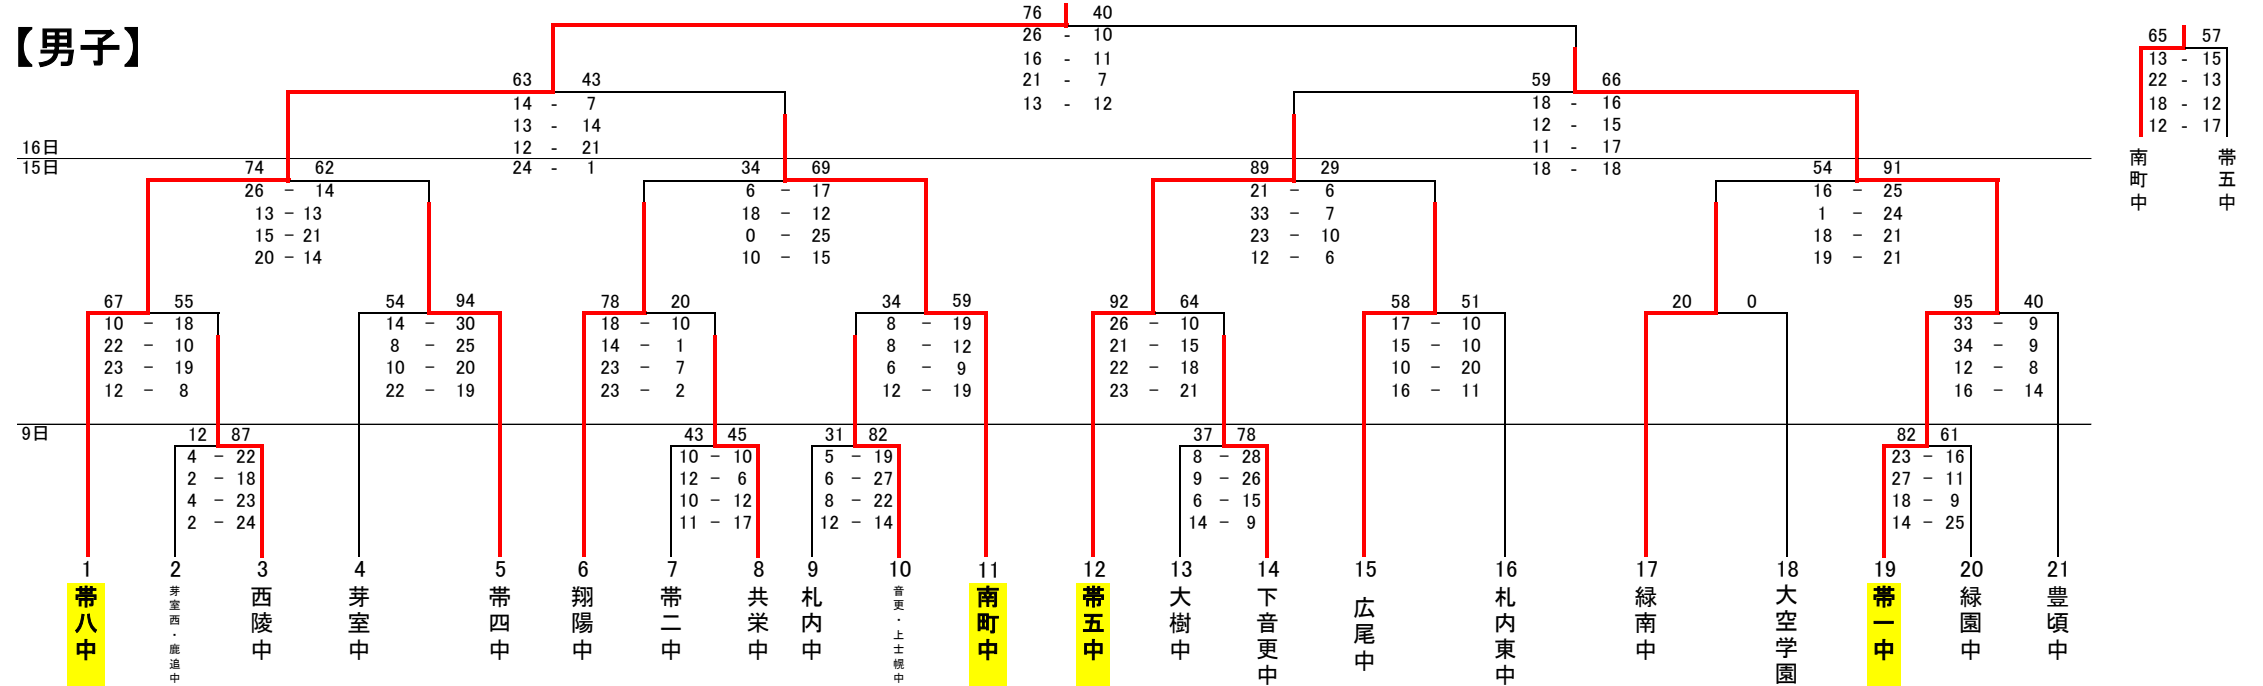 【男子】
76 40
26 - 10
16 - 11
21 - 7
13 - 12
65 57
13 - 15
22 - 13
18 - 12
12 - 17
南町中
帯五中
63 43
14 - 7
13 - 14
12 - 21
24 - 1
59 66
18 - 16
12 - 15
11 - 17
18 - 18
16日
15日
74 62
26 - 14
13 - 13
15 - 21
20 - 14
34 69
6 - 17
18 - 12
0 - 25
10 - 15
89 29
21 - 6
33 - 7
23 - 10
12 - 6
54 91
16 - 25
1 - 24
18 - 21
19 - 21
67 55
10 - 18
22 - 10
23 - 19
12 - 8
54 94
14 - 30
8 - 25
10 - 20
22 - 19
78 20
18 - 10
14 - 1
23 - 7
23 - 2
34 59
8 - 19
8 - 12
6 - 9
12 - 19
92 64
26 - 10
21 - 15
22 - 18
23 - 21
58 51
17 - 10
15 - 10
10 - 20
16 - 11
20 0
95 40
33 - 9
34 - 9
12 - 8
16 - 14
9日
12 87
4 - 22
2 - 18
4 - 23
2 - 24
43 45
10 - 10
12 - 6
10 - 12
11 - 17
31 82
5 - 19
6 - 27
8 - 22
12 - 14
37 78
8 - 28
9 - 26
6 - 15
14 - 9
82 61
23 - 16
27 - 11
18 - 9
14 - 25
1
帯八中
2
芽室西・鹿追中
3
西陵中
4
芽室中
5
帯四中
6
翔陽中
7
帯二中
8
共栄中
9
札内中
10
音更・上士幌中
11
南町中
12
帯五中
13
大樹中
14
下音更中
15
広尾中
16
札内東中
17
緑南中
18
大空学園
19
帯一中
20
緑園中
21
豊頃中